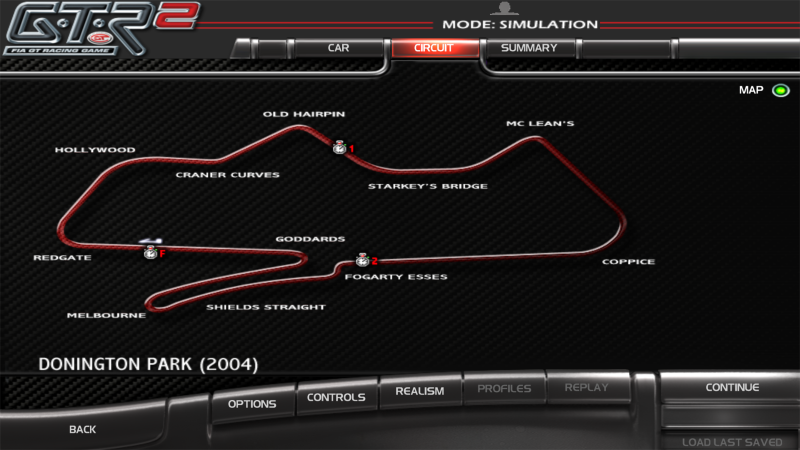 GTR2
FIA GT RACING GAME
MODE: SIMULATION
CAR
CIRCUIT
SUMMARY
MAP
OLD HAIRPIN
MC LEAN'S
1
HOLLYWOOD
CRANER CURVES
STARKEY'S BRIDGE
GODDARDS
REDGATE
F
2
COPPICE
FOGARTY ESSES
SHIELDS STRAIGHT
MELBOURNE
DONINGTON PARK (2004)
OPTIONS
CONTROLS
REALISM
PROFILES
REPLAY
CONTINUE
BACK
LOAD LAST SAVED